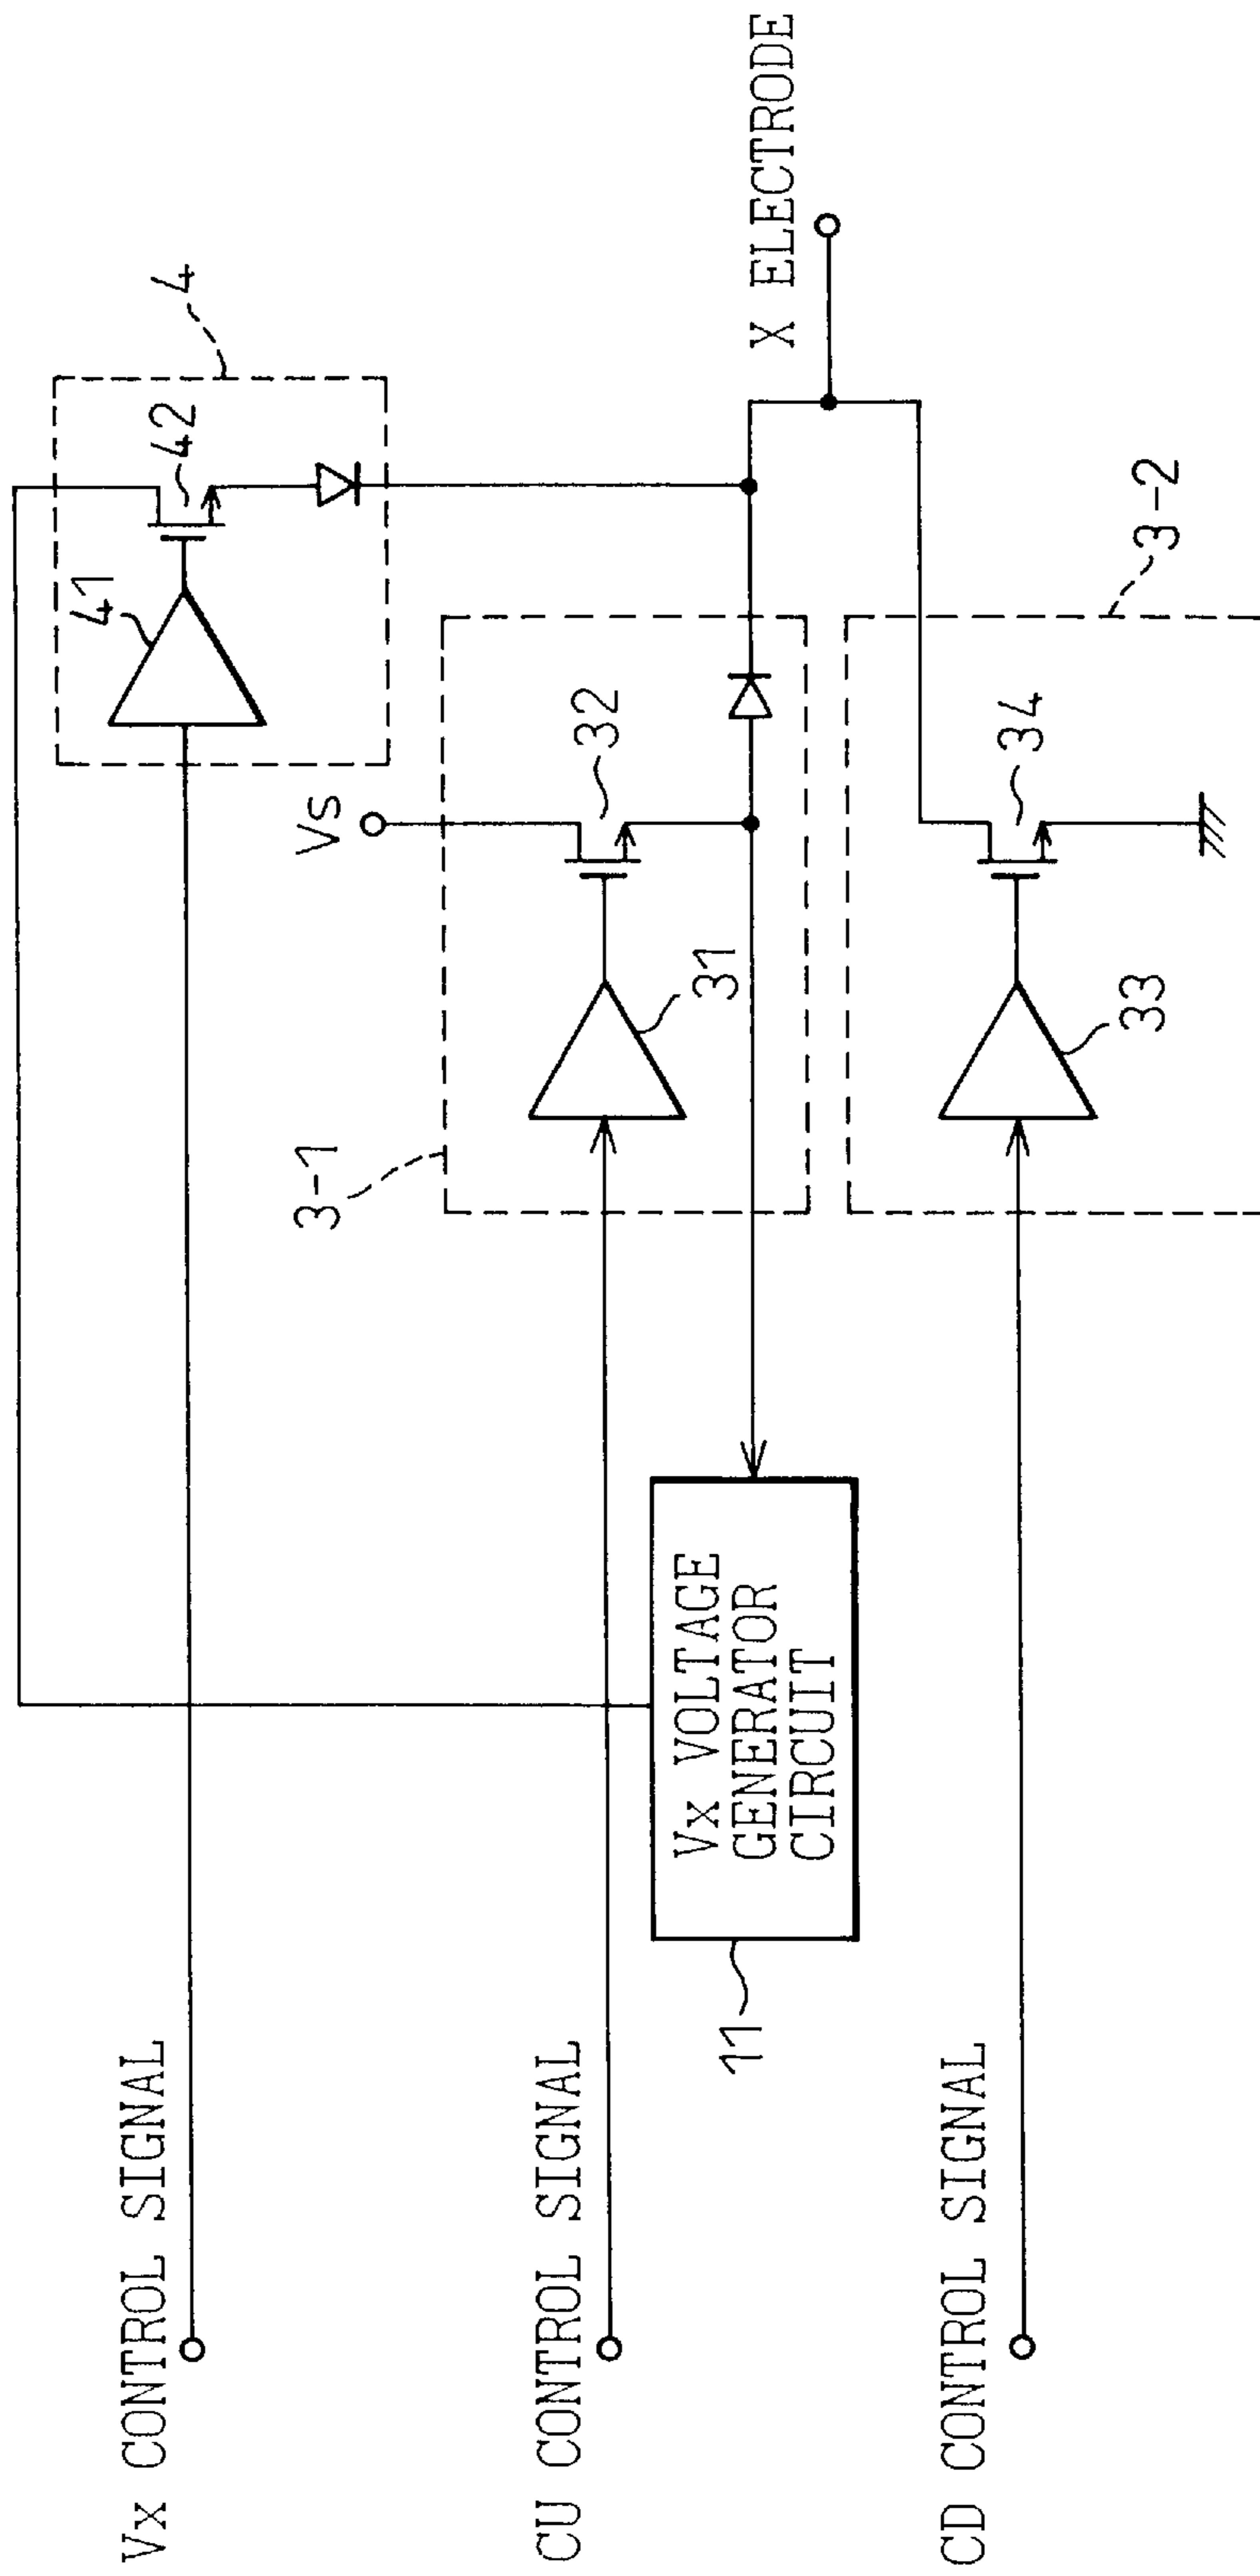 Vx CONTROL SIGNAL
41
42
4
Vs
3-1
31
32
CU CONTROL SIGNAL
11
Vx VOLTAGE
GENERATOR
CIRCUIT
X ELECTRODE
CD CONTROL SIGNAL
33
34
3-2